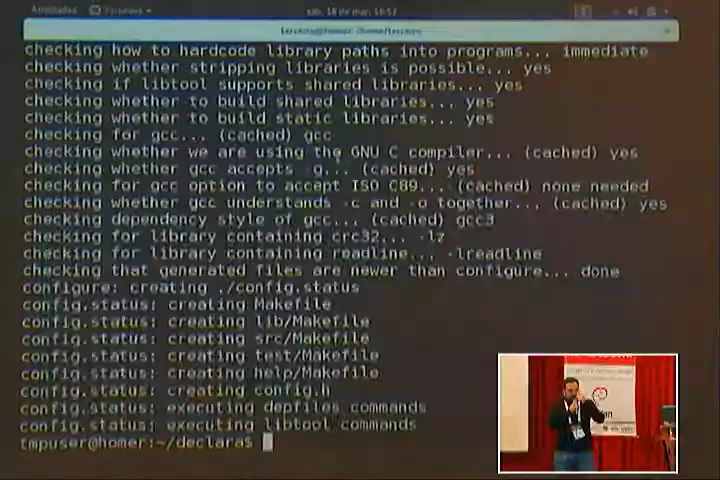 checking how to hardcode library paths into programs... immediate
checking whether stripping libraries is possible... yes
checking if libtool supports shared libraries... yes
checking whether to build shared libraries... yes
checking whether to build static libraries... yes
checking for gcc... (cached) gcc
checking whether we are using the GNU C compiler... (cached) yes
checking whether gcc accepts -g... (cached) yes
checking for gcc option to accept ISO C89... (cached) none needed
checking whether gcc understands -c and -o together... (cached) yes
checking dependency style of gcc... (cached) gcc3
checking for library containing crc32... -lz
checking for library containing readline... -lreadline
checking that generated files are newer than configure... done
configure: creating ./config.status
config.status: creating Makefile
config.status: creating lib/Makefile
config.status: creating src/Makefile
config.status: creating test/Makefile
config.status: creating help/Makefile
config.status: creating config.h
config.status: executing depfiles commands
config.status: executing libtool commands
tmpuser@homer:~/declara$